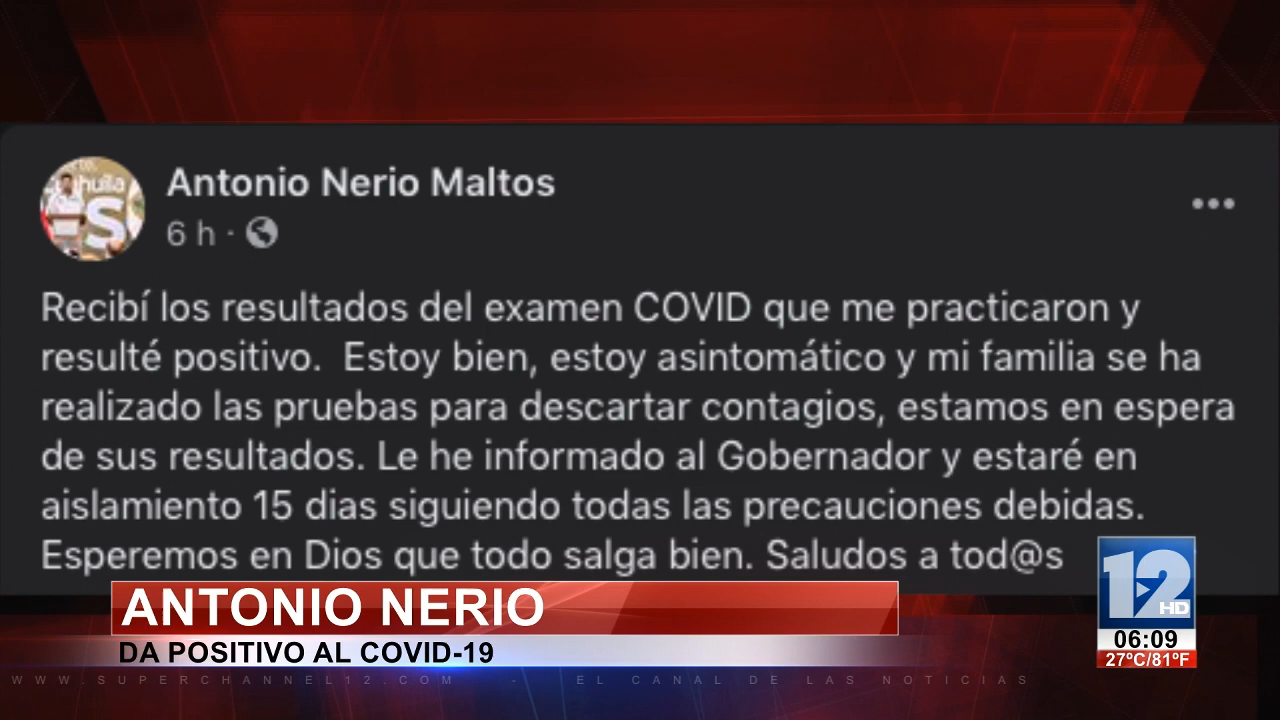 Antonio Nerio Maltos
6 h ·
Recibí los resultados del examen COVID que me practicaron y
resulté positivo.  Estoy bien, estoy asintomático y mi familia se ha
realizado las pruebas para descartar contagios, estamos en espera
de sus resultados. Le he informado al Gobernador y estaré en
aislamiento 15 dias siguiendo todas las precauciones debidas.
Esperemos en Dios que todo salga bien. Saludos a tod@s
ANTONIO NERIO
DA POSITIVO AL COVID-19
12
HD
06:09
27ºC/81ºF
WWW.SUPERCHANNEL12.COM - EL CANAL DE LAS NOTICIAS